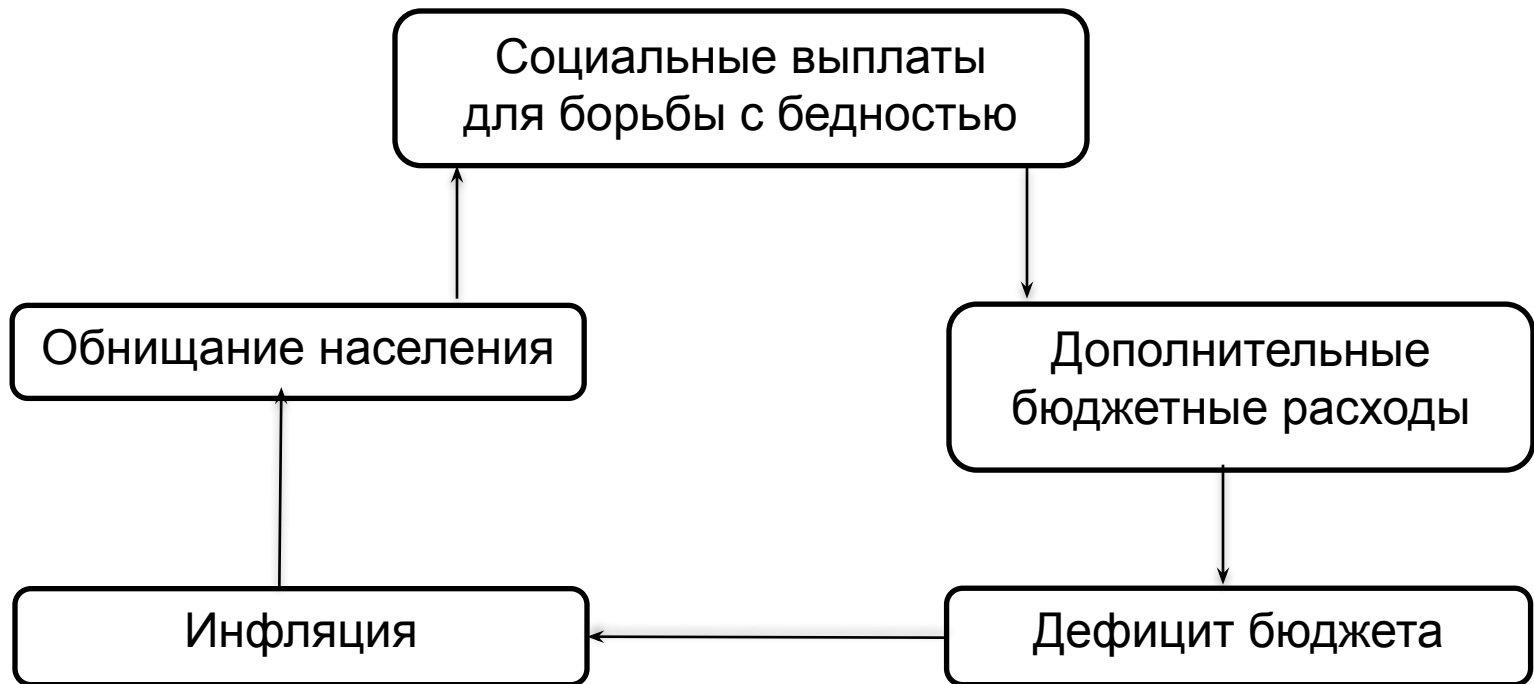 Социальные выплаты
для борьбы с бедностью
Обнищание населения
Дополнительные
бюджетные расходы
Инфляция
Дефицит бюджета